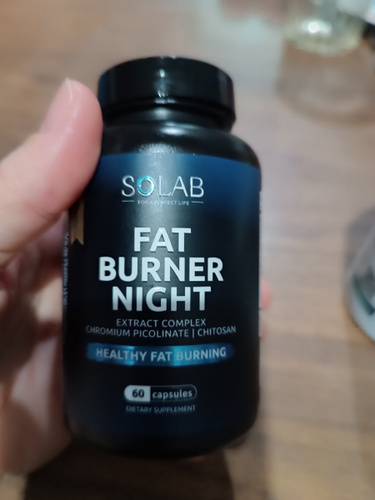 SOLAB
FOR A PERFECT LIFE
FAT
BURNER
NIGHT
EXTRACT COMPLEX
CHROMIUM PICOLINATE | CHITOSAN
HEALTHY FAT BURNING
60 capsules
DIETARY SUPPLEMENT